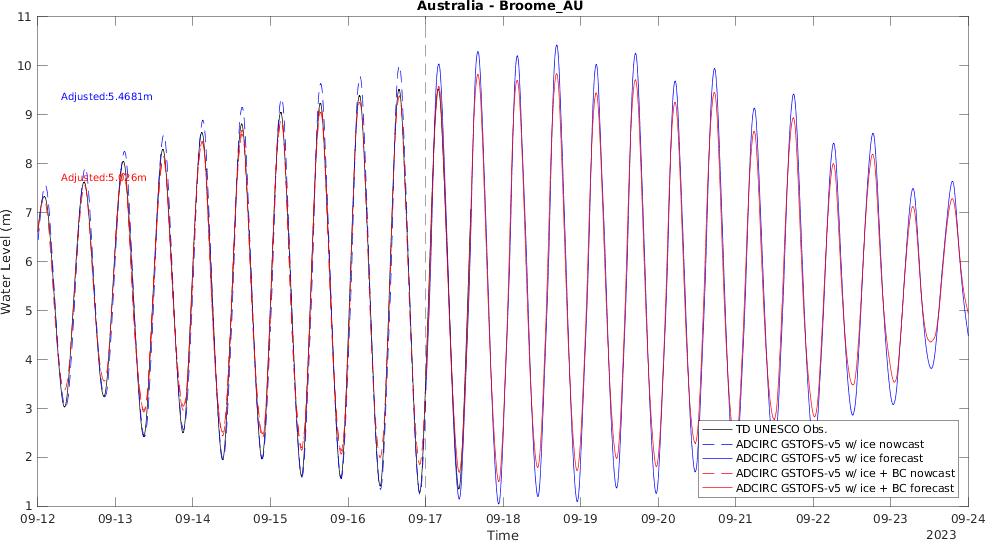 Australia - Broome_AU
11
10
9
8
7
6
5
4
3
2
1
Water Level (m)
Adjusted:5.4681m
Adjusted:5.026m
TD UNESCO Obs.
ADCIRC GSTOFS-v5 w/ ice nowcast
ADCIRC GSTOFS-v5 w/ ice forecast
ADCIRC GSTOFS-v5 w/ ice + BC nowcast
ADCIRC GSTOFS-v5 w/ ice + BC forecast
09-12 09-13 09-14 09-15 09-16 09-17 09-18 09-19 09-20 09-21 09-22 09-23 09-24
Time 2023